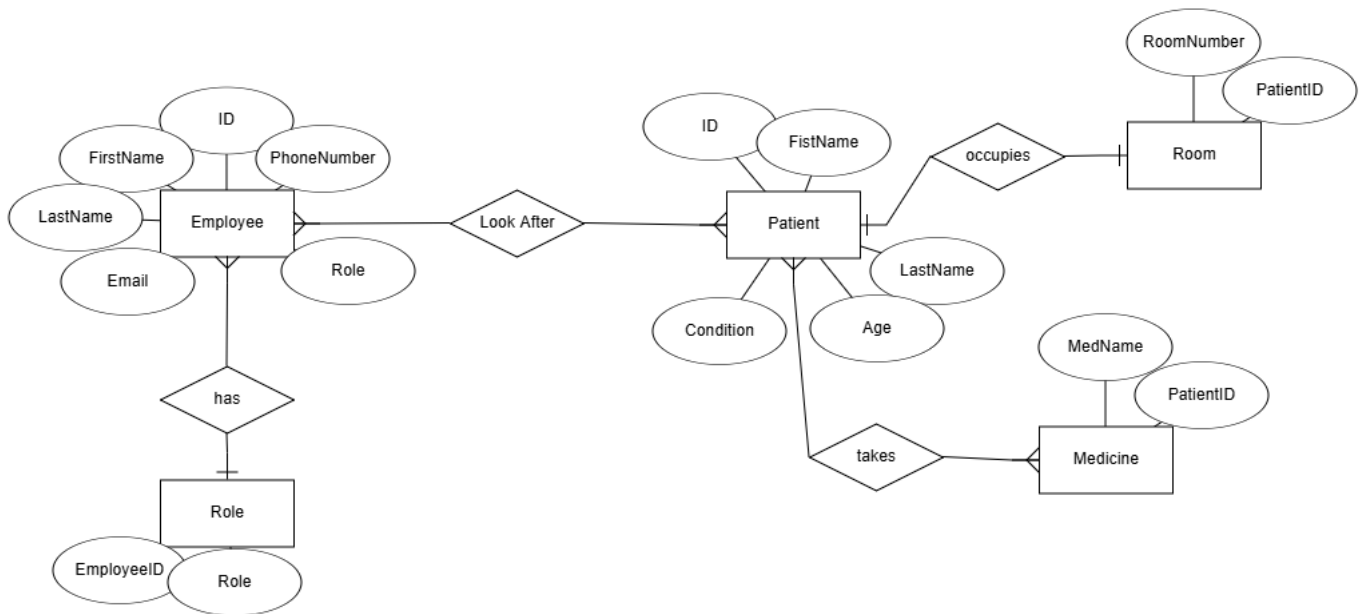 RoomNumber
PatientID
Room
occupies
ID
FirstName
PhoneNumber
LastName
Employee
Email
Role
Look After
ID
FistName
Patient
LastName
Condition
Age
MedName
PatientID
Medicine
takes
has
Role
EmployeeID
Role